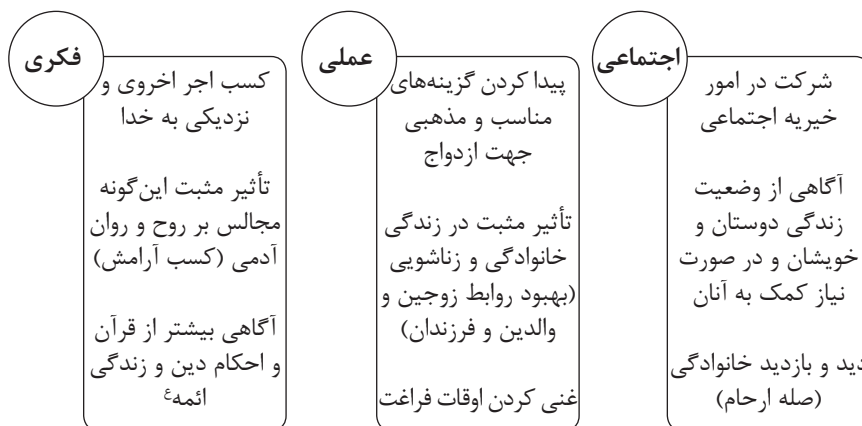 اجتماعی
شرکت در امور
خیریه اجتماعی
آگاهی از وضعیت
زندگی دوستان و
خویشان و در صورت
نیاز کمک به آنان
دید و بازدید خانوادگی
(صله ارحام)
عملی
پیدا کردن گزینه‌های
مناسب و مذهبی
جهت ازدواج
تأثیر مثبت در زندگی
خانوادگی و زناشویی
(بهبود روابط زوجین و
والدین و فرزندان)
غنی کردن اوقات فراغت
فکری
کسب اجر اخروی و
نزدیکی به خدا
تأثیر مثبت این‌گونه
مجالس بر روح و روان
آدمی (کسب آرامش)
آگاهی بیشتر از قرآن
و احکام دین و زندگی
ائمهع